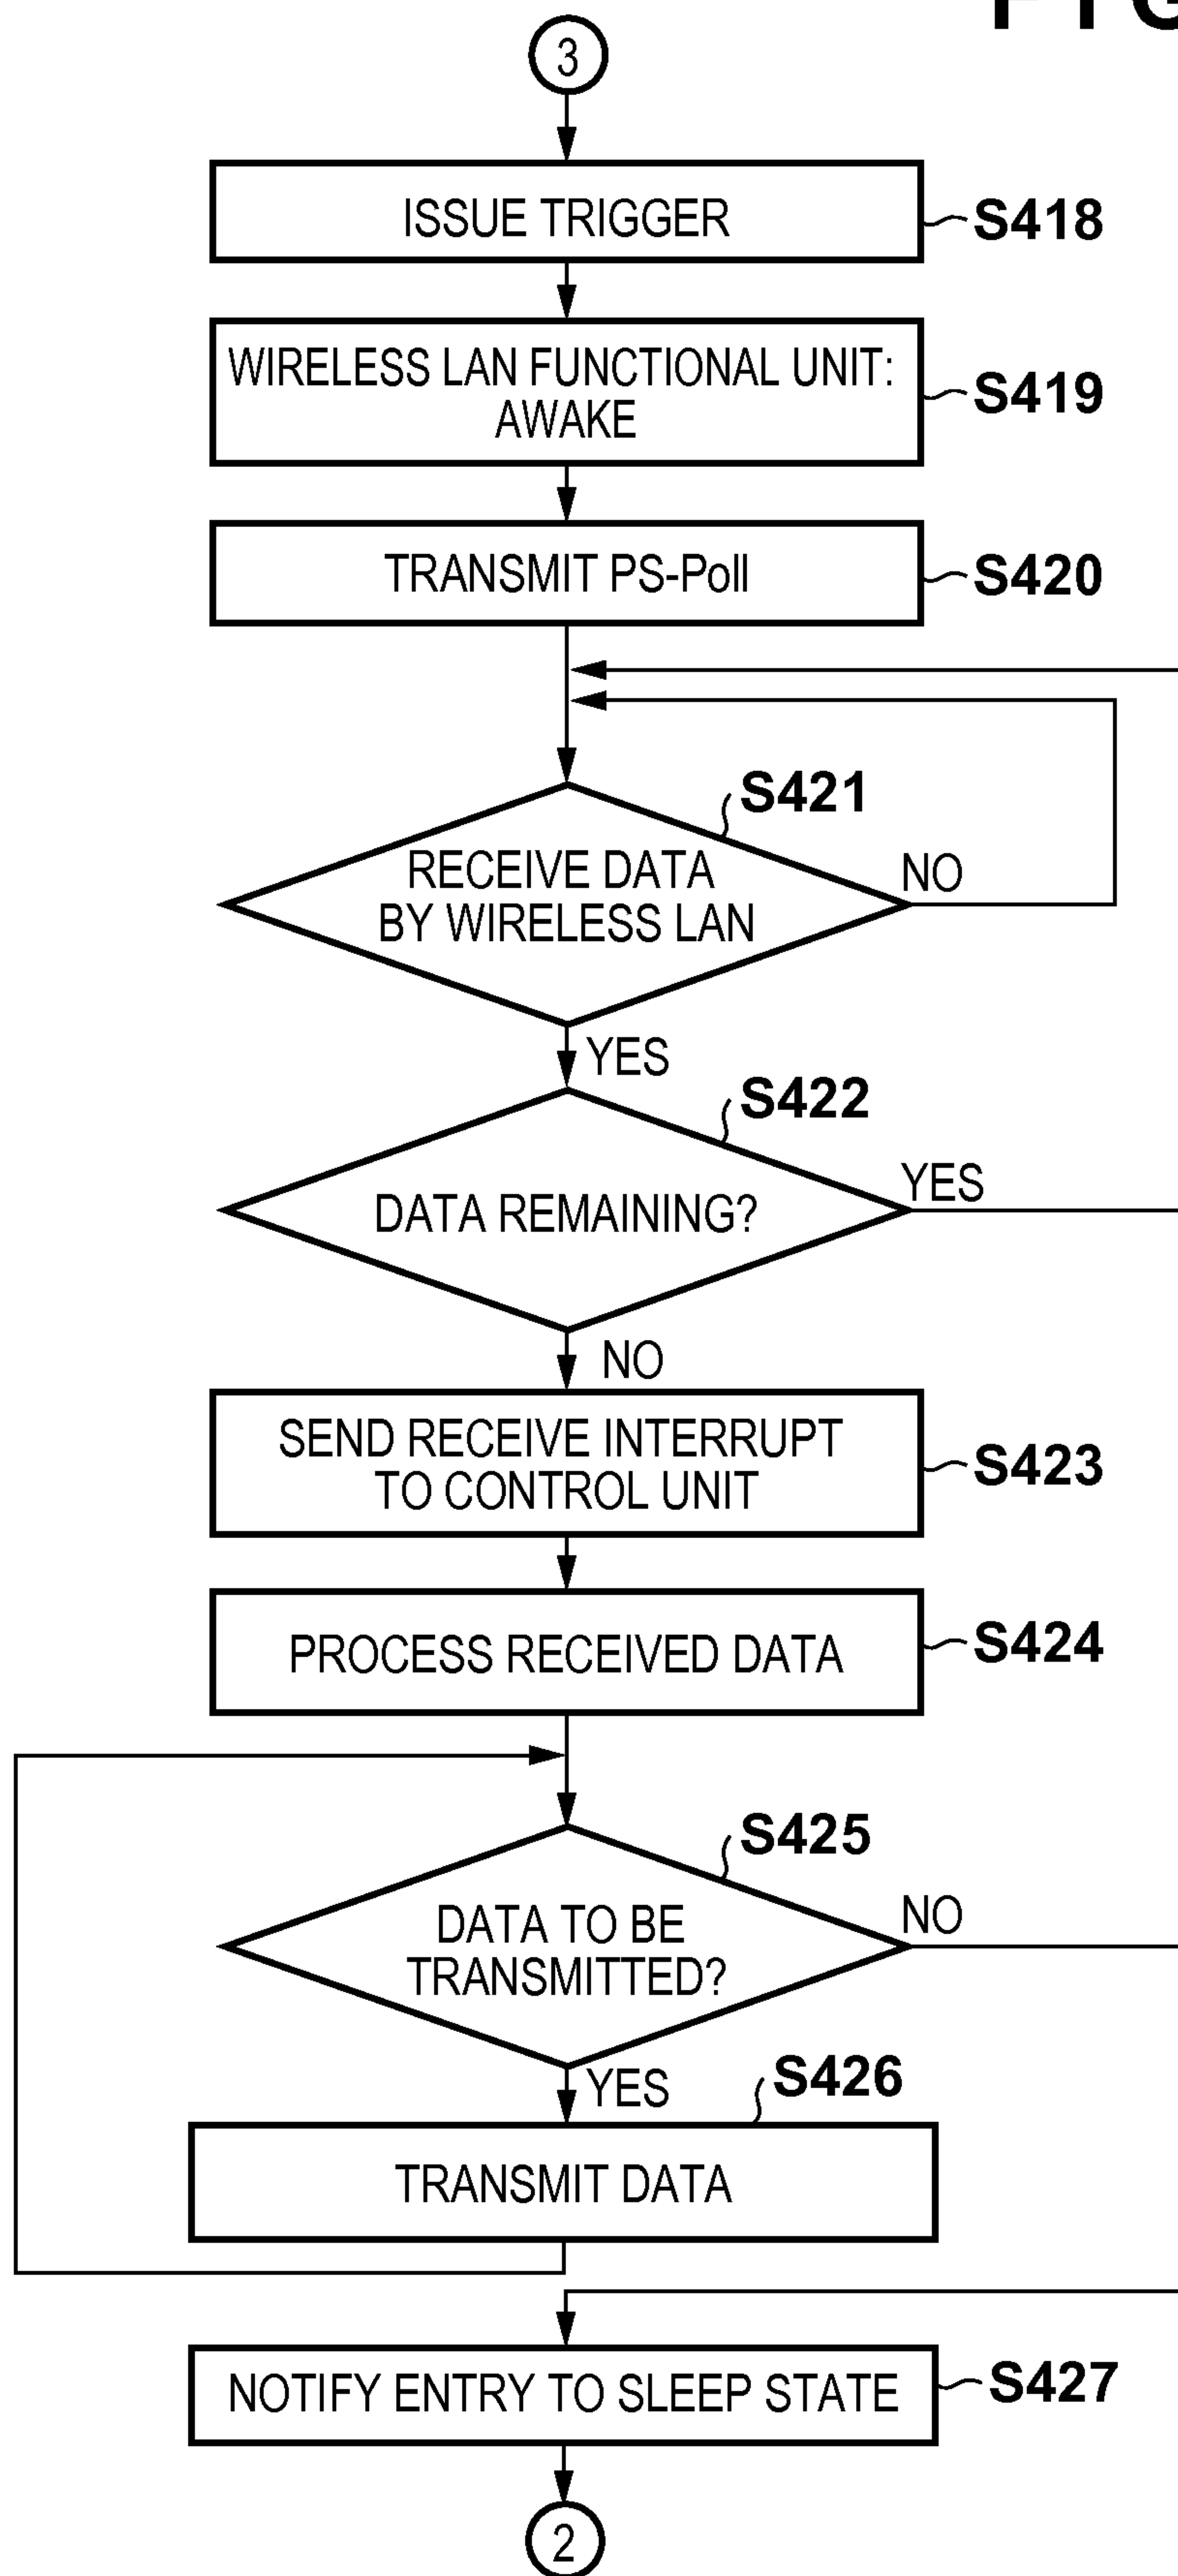 FIG
3
ISSUE TRIGGER
S418
WIRELESS LAN FUNCTIONAL UNIT:
AWAKE
S419
TRANSMIT PS-Poll
S420
S421
RECEIVE DATA
BY WIRELESS LAN
NO
YES
S422
DATA REMAINING?
YES
NO
SEND RECEIVE INTERRUPT
TO CONTROL UNIT
S423
PROCESS RECEIVED DATA
S424
S425
DATA TO BE
TRANSMITTED?
NO
YES
S426
TRANSMIT DATA
NOTIFY ENTRY TO SLEEP STATE
S427
2